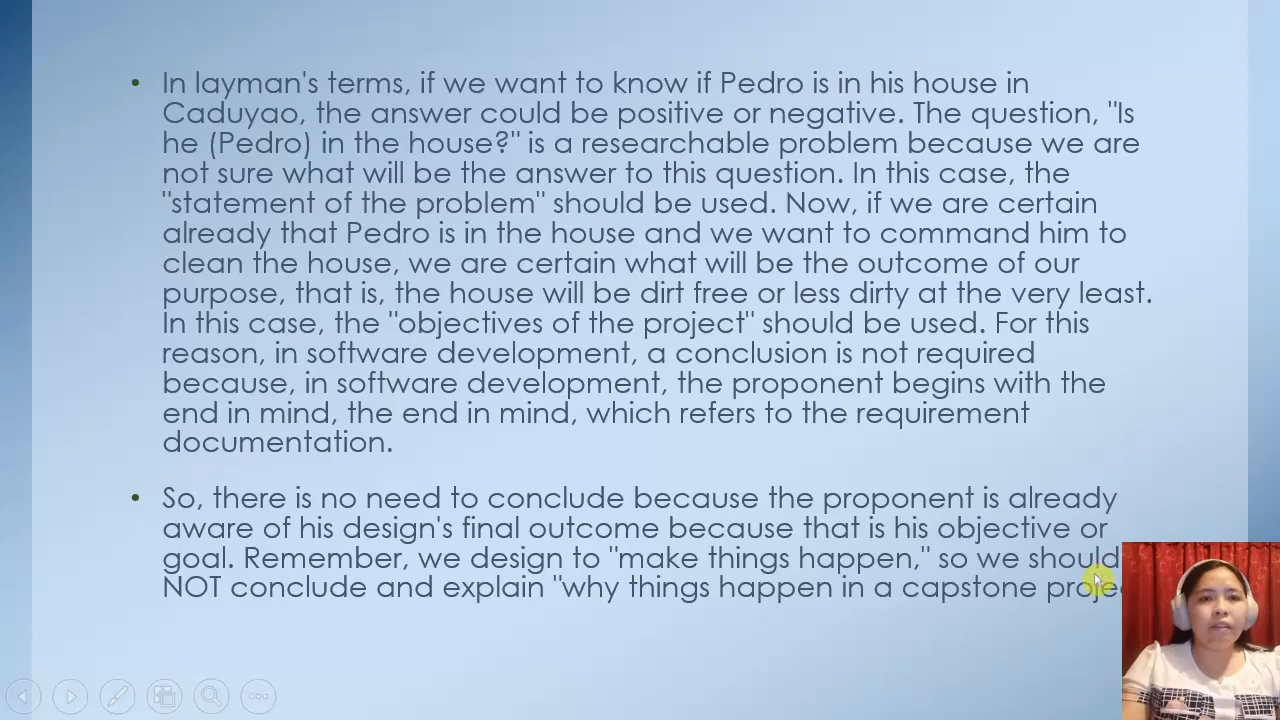 • In layman's terms, if we want to know if Pedro is in his house in
Caduyao, the answer could be positive or negative. The question, "Is
he (Pedro) in the house?" is a researchable problem because we are
not sure what will be the answer to this question. In this case, the
"statement of the problem" should be used. Now, if we are certain
already that Pedro is in the house and we want to command him to
clean the house, we are certain what will be the outcome of our
purpose, that is, the house will be dirt free or less dirty at the very least.
In this case, the "objectives of the project" should be used. For this
reason, in software development, a conclusion is not required
because, in software development, the proponent begins with the
end in mind, the end in mind, which refers to the requirement
documentation.
• So, there is no need to conclude because the proponent is already
aware of his design's final outcome because that is his objective or
goal. Remember, we design to "make things happen," so we should
NOT conclude and explain "why things happen in a capstone